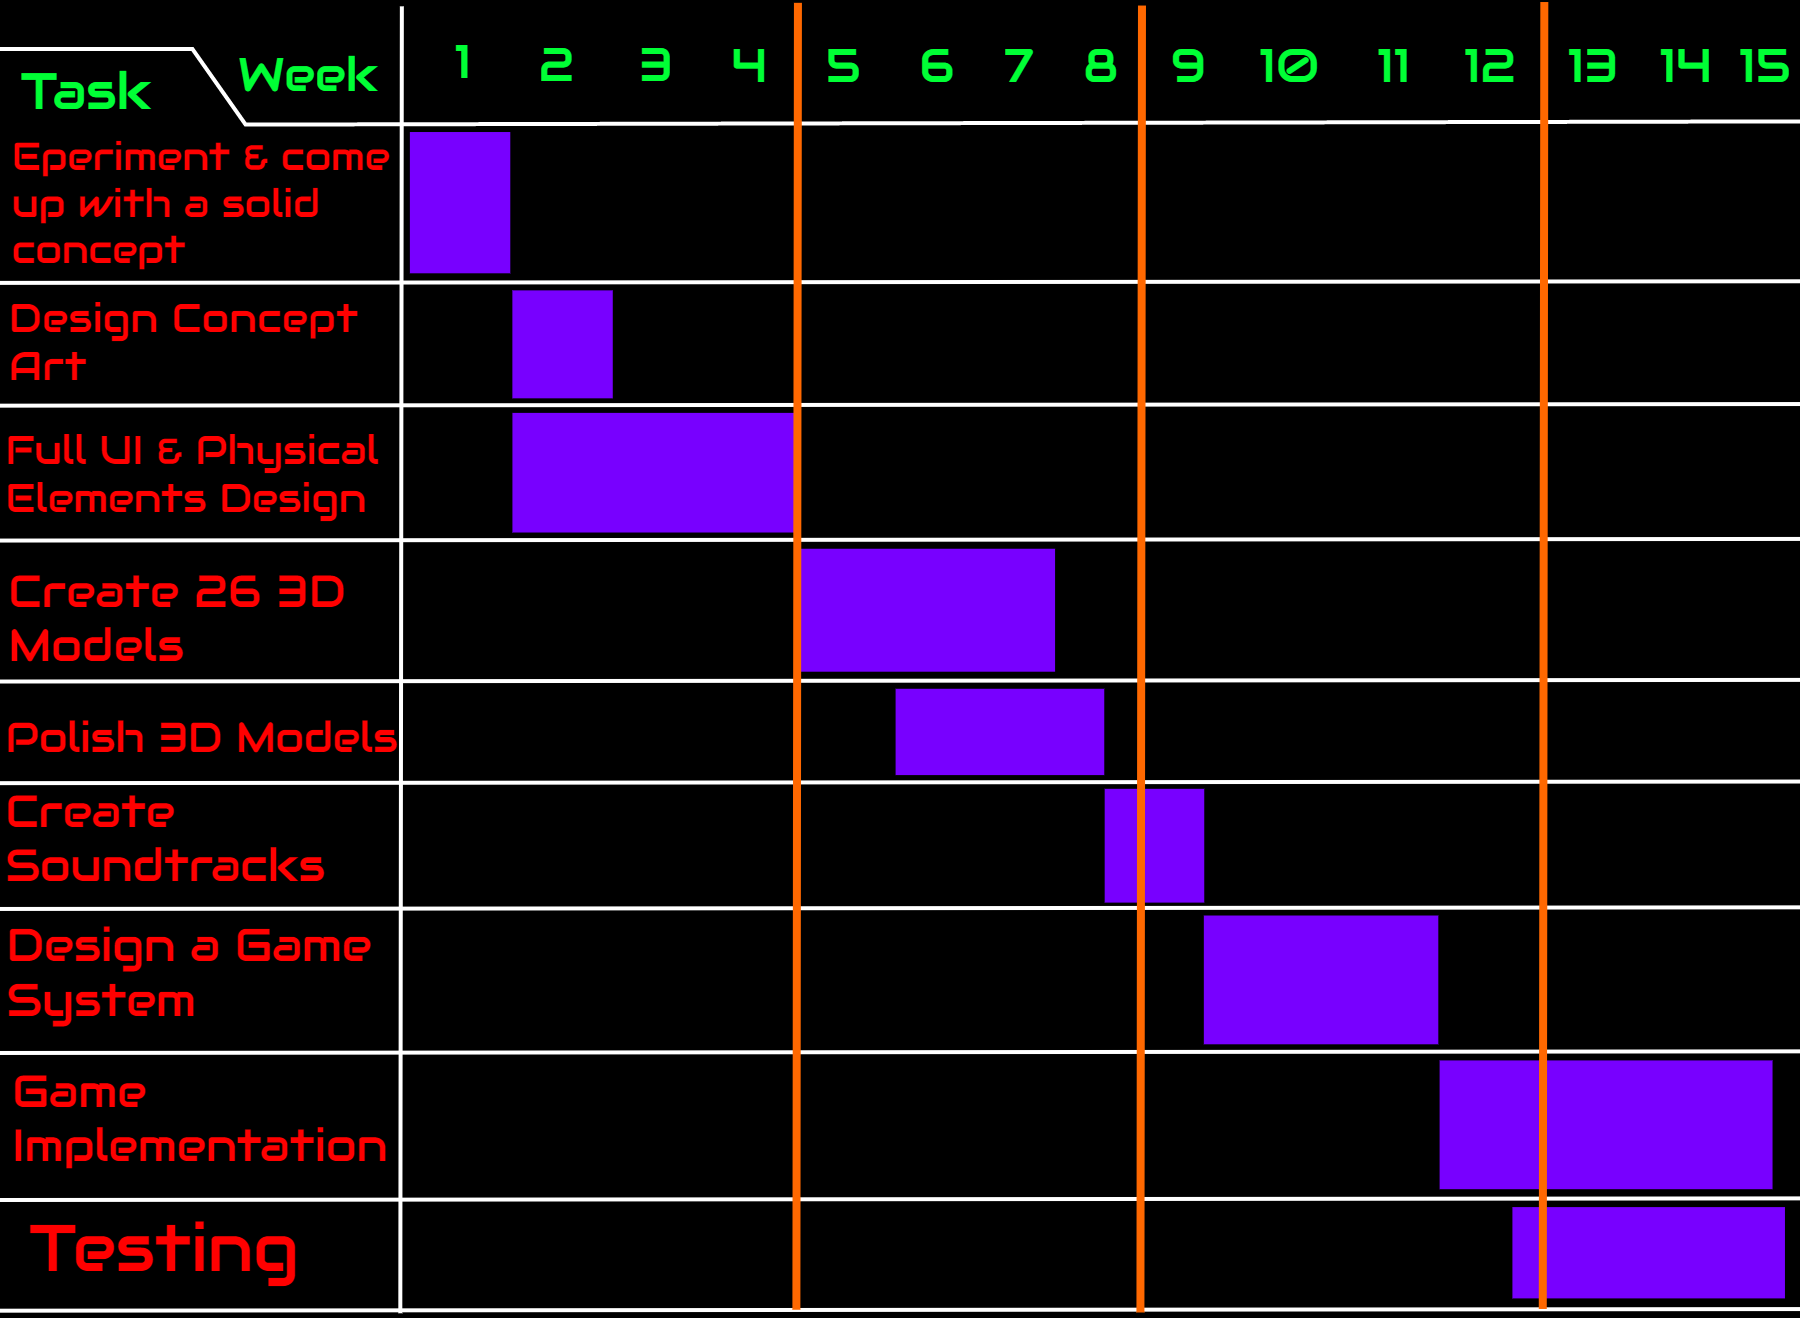 Task
Week
1 2 3 4 5 6 7 8 9 10 11 12 13 14 15
Eperiment & come
up with a solid
concept
Design Concept
Art
Full UI & Physical
Elements Design
Create 26 3D
Models
Polish 3D Models
Create
Soundtracks
Design a Game
System
Game
Implementation
Testing